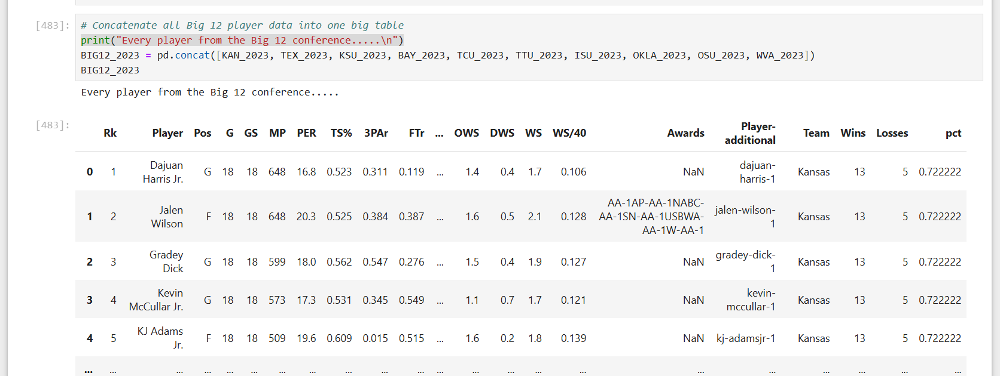 [483]: # Concatenate all Big 12 player data into one big table
print("Every player from the Big 12 conference.....\n")
BIG12_2023 = pd.concat([KAN_2023, TEX_2023, KSU_2023, BAY_2023, TCU_2023, TTU_2023, ISU_2023, OKLA_2023, OSU_2023, WVA_2023])
BIG12_2023
Every player from the Big 12 conference.....
[483]:
Rk Player Pos G GS MP PER TS% 3PAr FTr ... OWS DWS WS WS/40 Awards Player-additional Team Wins Losses pct
0 1 Dajuan Harris Jr. G 18 18 648 16.8 0.523 0.311 0.119 ... 1.4 0.4 1.7 0.106 NaN dajuan-harris-1 Kansas 13 5 0.722222
1 2 Jalen Wilson F 18 18 648 20.3 0.525 0.384 0.387 ... 1.6 0.5 2.1 0.128 AA-1AP-AA-1NABC-AA-1SN-AA-1USBWA-AA-1W-AA-1 jalen-wilson-1 Kansas 13 5 0.722222
2 3 Gradey Dick G 18 18 599 18.0 0.562 0.547 0.276 ... 1.5 0.4 1.9 0.127 NaN gradey-dick-1 Kansas 13 5 0.722222
3 4 Kevin McCullar Jr. G 18 18 573 17.3 0.531 0.345 0.549 ... 1.1 0.7 1.7 0.121 NaN kevin-mccullar-1 Kansas 13 5 0.722222
4 5 KJ Adams Jr. F 18 18 509 19.6 0.609 0.015 0.515 ... 1.6 0.2 1.8 0.139 NaN kj-adamsjr-1 Kansas 13 5 0.722222
... ... ... ... ... ... ... ... ... ... ... ... ... ... ... ... ... ... ... ... ... ...